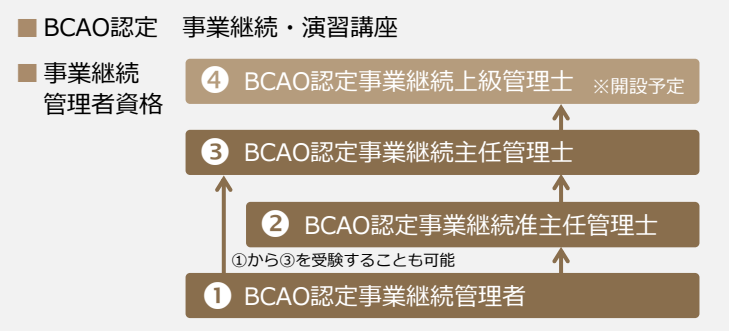 ■ BCAO認定　事業継続・演習講座
■ 事業継続
管理者資格
❹ BCAO認定事業継続上級管理士 ※開設予定
❸ BCAO認定事業継続主任管理士
❷ BCAO認定事業継続准主任管理士
①から③を受験することも可能
❶ BCAO認定事業継続管理者